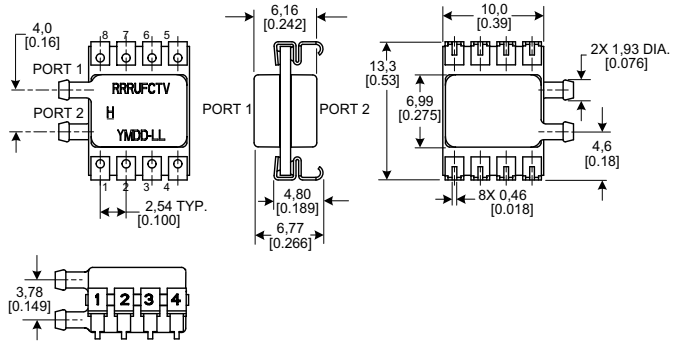 4,0
[0.16]
8 7 6 5
PORT 1
RRRUFCTV
H
PORT 2
YMDD-LL
1 2 3 4
2,54 TYP.
[0.100]
6,16
[0.242]
PORT 1
PORT 2
4,80
[0.189]
6,77
[0.266]
10,0
[0.39]
2X 1,93 DIA.
[0.076]
13,3
[0.53]
6,99
[0.275]
4,6
[0.18]
8X 0,46
[0.018]
3,78
[0.149]
1 2 3 4